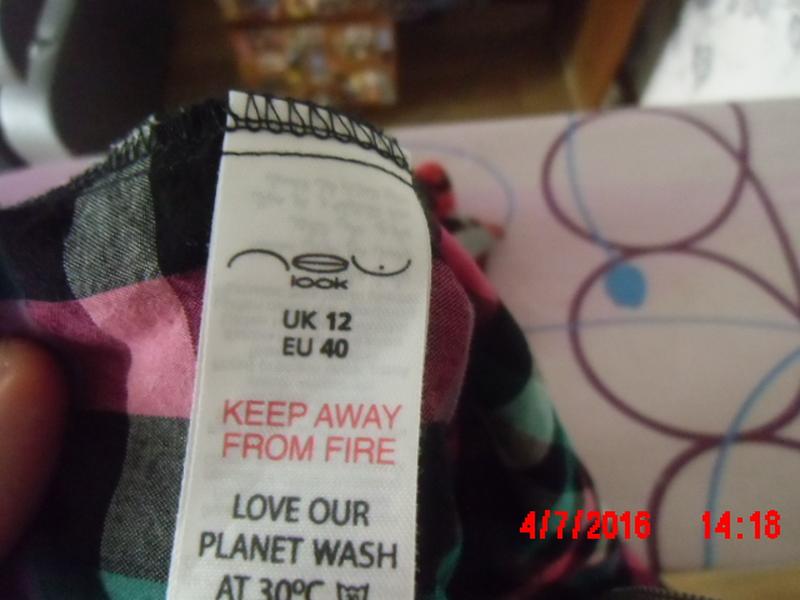 new
look
UK 12
EU 40
KEEP AWAY
FROM FIRE
LOVE OUR
PLANET WASH
AT 30ºC
4/7/2016 14:18